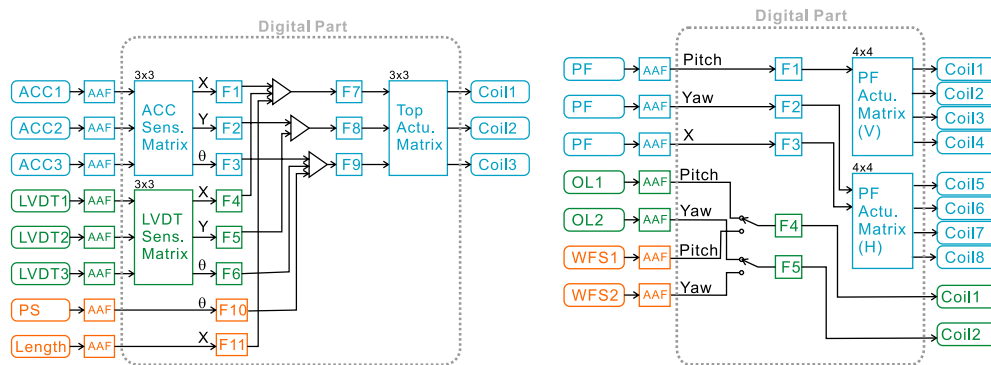 Digital Part
3x3
3x3
ACC1 AAF
ACC2 AAF
ACC3 AAF
LVDT1 AAF
LVDT2 AAF
LVDT3 AAF
PS AAF
Length AAF
ACC
Sens.
Matrix
3x3
LVDT
Sens.
Matrix
X F1
Y F2
θ F3
X F4
Y F5
θ F6
θ F10
X F11
F7
F8
F9
Top
Actu.
Matrix
Coil1
Coil2
Coil3
Digital Part
PF AAF Pitch F1
PF AAF Yaw F2
PF AAF X F3
OL1 AAF Pitch
OL2 AAF Yaw
WFS1 AAF Pitch
WFS2 AAF Yaw
F4
F5
4x4
PF
Actu.
Matrix
(V)
4x4
PF
Actu.
Matrix
(H)
Coil1
Coil2
Coil3
Coil4
Coil5
Coil6
Coil7
Coil8
Coil1
Coil2